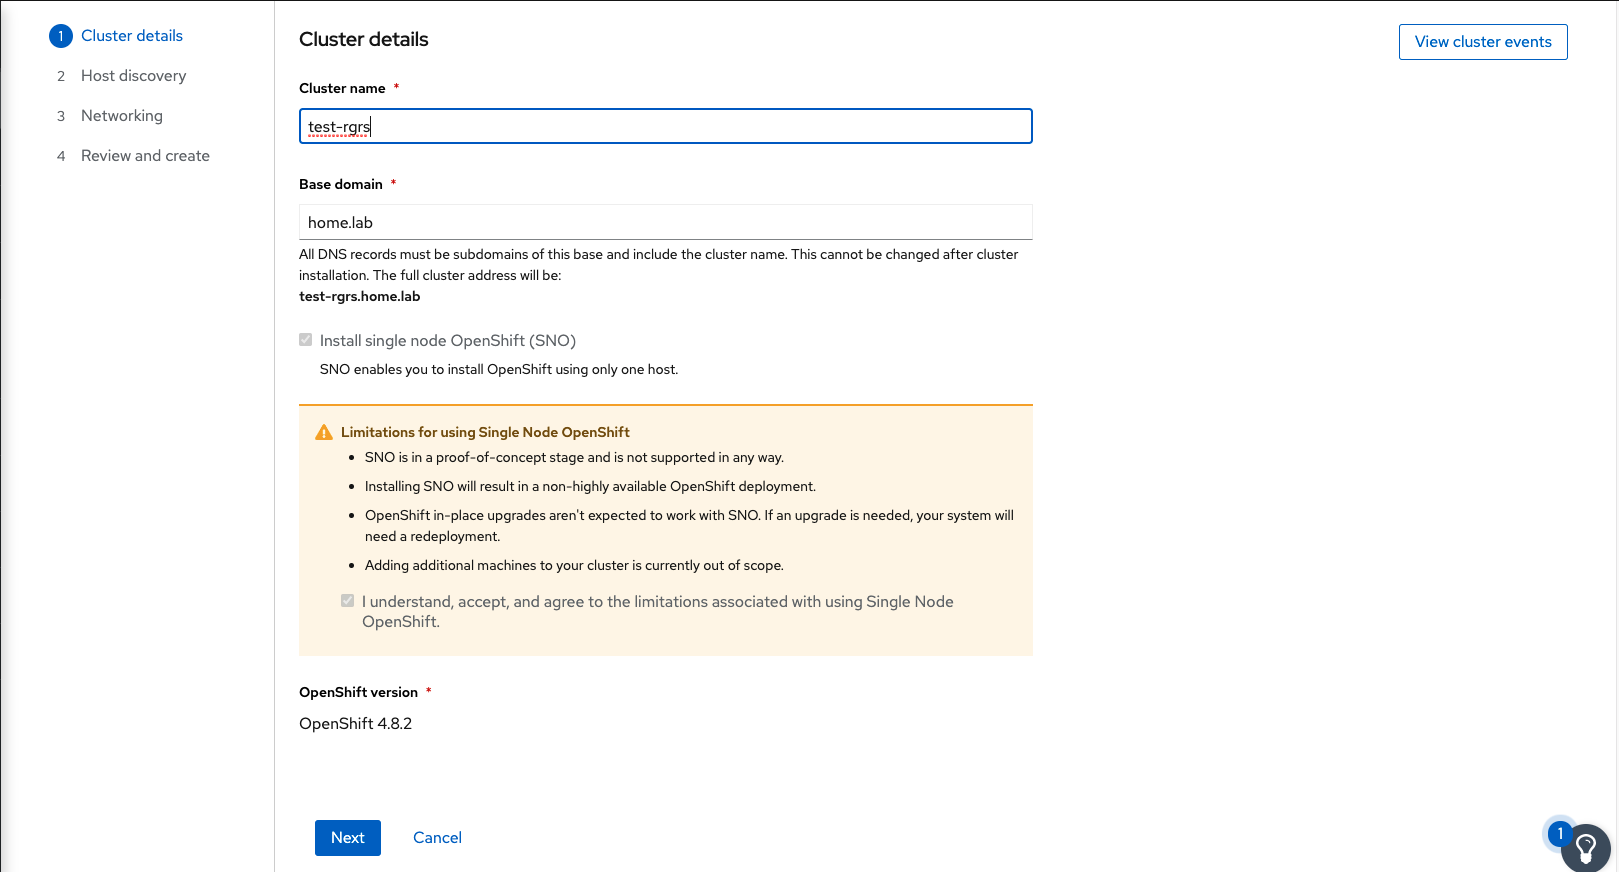 1 Cluster details
2 Host discovery
3 Networking
4 Review and create
Cluster details
View cluster events
Cluster name *
test-rgrs
Base domain *
home.lab
All DNS records must be subdomains of this base and include the cluster name. This cannot be changed after cluster
installation. The full cluster address will be:
test-rgrs.home.lab
Install single node OpenShift (SNO)
SNO enables you to install OpenShift using only one host.
Limitations for using Single Node OpenShift
• SNO is in a proof-of-concept stage and is not supported in any way.
• Installing SNO will result in a non-highly available OpenShift deployment.
• OpenShift in-place upgrades aren't expected to work with SNO. If an upgrade is needed, your system will
need a redeployment.
• Adding additional machines to your cluster is currently out of scope.
I understand, accept, and agree to the limitations associated with using Single Node
OpenShift.
OpenShift version *
OpenShift 4.8.2
Next
Cancel
1